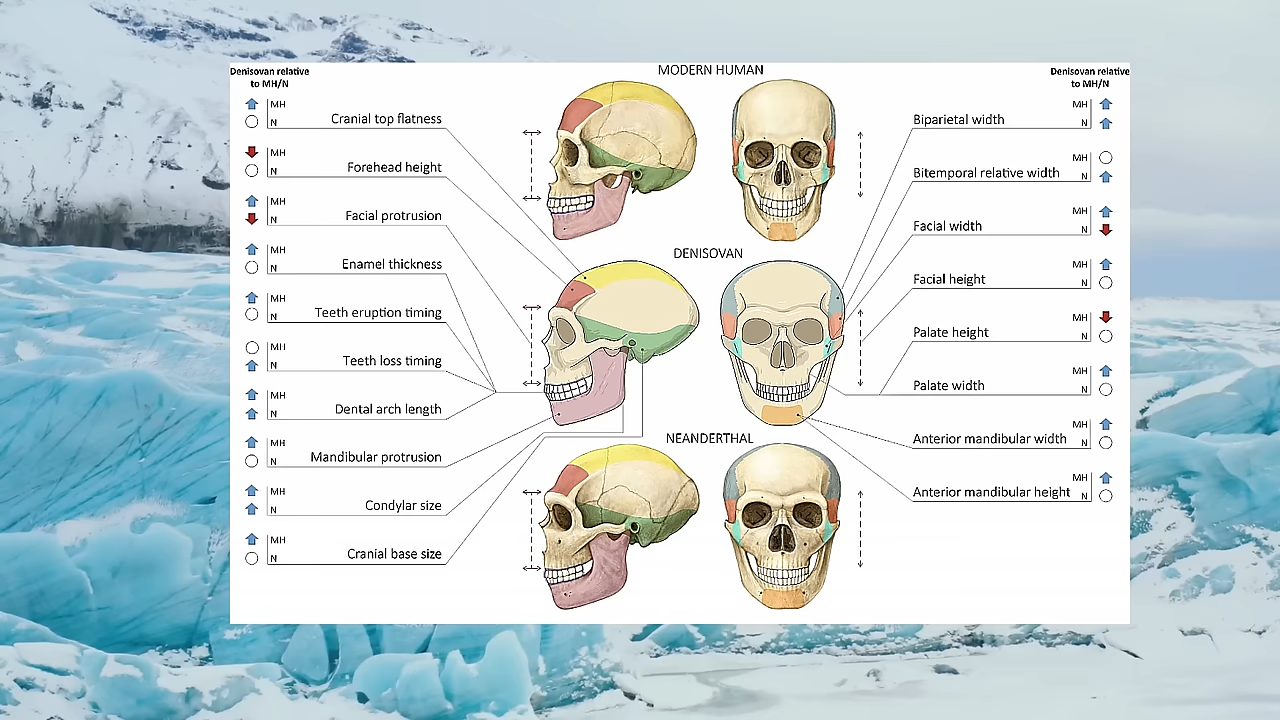 MODERN HUMAN
Denisovan relative
to MH/N
MH
N
Cranial top flatness
MH
N
Forehead height
MH
N
Facial protrusion
MH
N
Enamel thickness
MH
N
Teeth eruption timing
MH
N
Teeth loss timing
MH
N
Dental arch length
MH
N
Mandibular protrusion
MH
N
Condylar size
MH
N
Cranial base size
DENISOVAN
NEANDERTHAL
Denisovan relative
to MH/N
Biparietal width
MH
N
Bitemporal relative width
MH
N
Facial width
MH
N
Facial height
MH
N
Palate height
MH
N
Palate width
MH
N
Anterior mandibular width
MH
N
Anterior mandibular height
MH
N